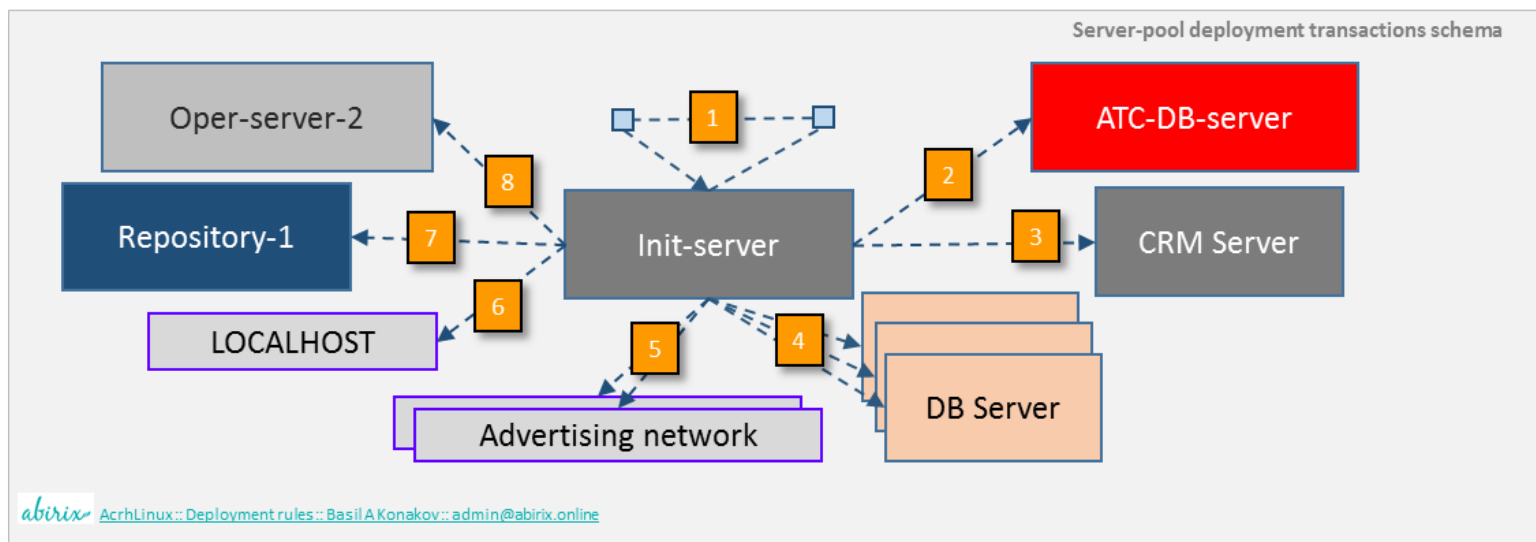 Server-pool deployment transactions schema
Oper-server-2
1
ATC-DB-server
8
2
Repository-1
7
Init-server
3
CRM Server
6
LOCALHOST
5
4
DB Server
Advertising network
abirix
AcrhLinux:: Deployment rules:: Basil A Konakov:: admin@abirix.online